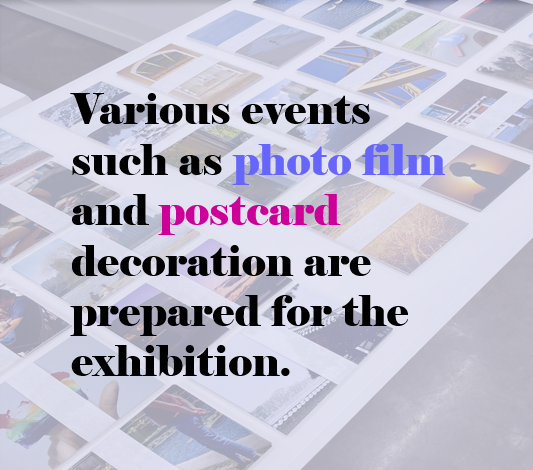 Various events
such as photo film
and postcard
decoration are
prepared for the
exhibition.